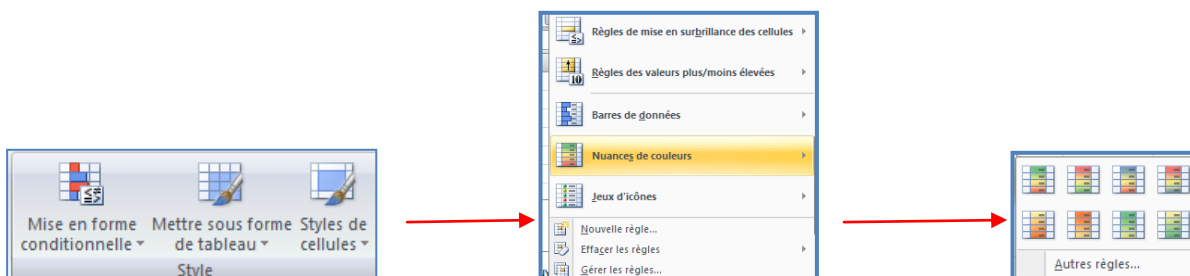 Mise en forme conditionnelle
Mettre sous forme de tableau
Styles de cellules
Style
Règles de mise en surbrillance des cellules
Règles des valeurs plus/moins élevées
10
Barres de données
Nuances de couleurs
Jeux d'icônes
Nouvelle règle...
Effacer les règles
Gérer les règles...
Autres règles...